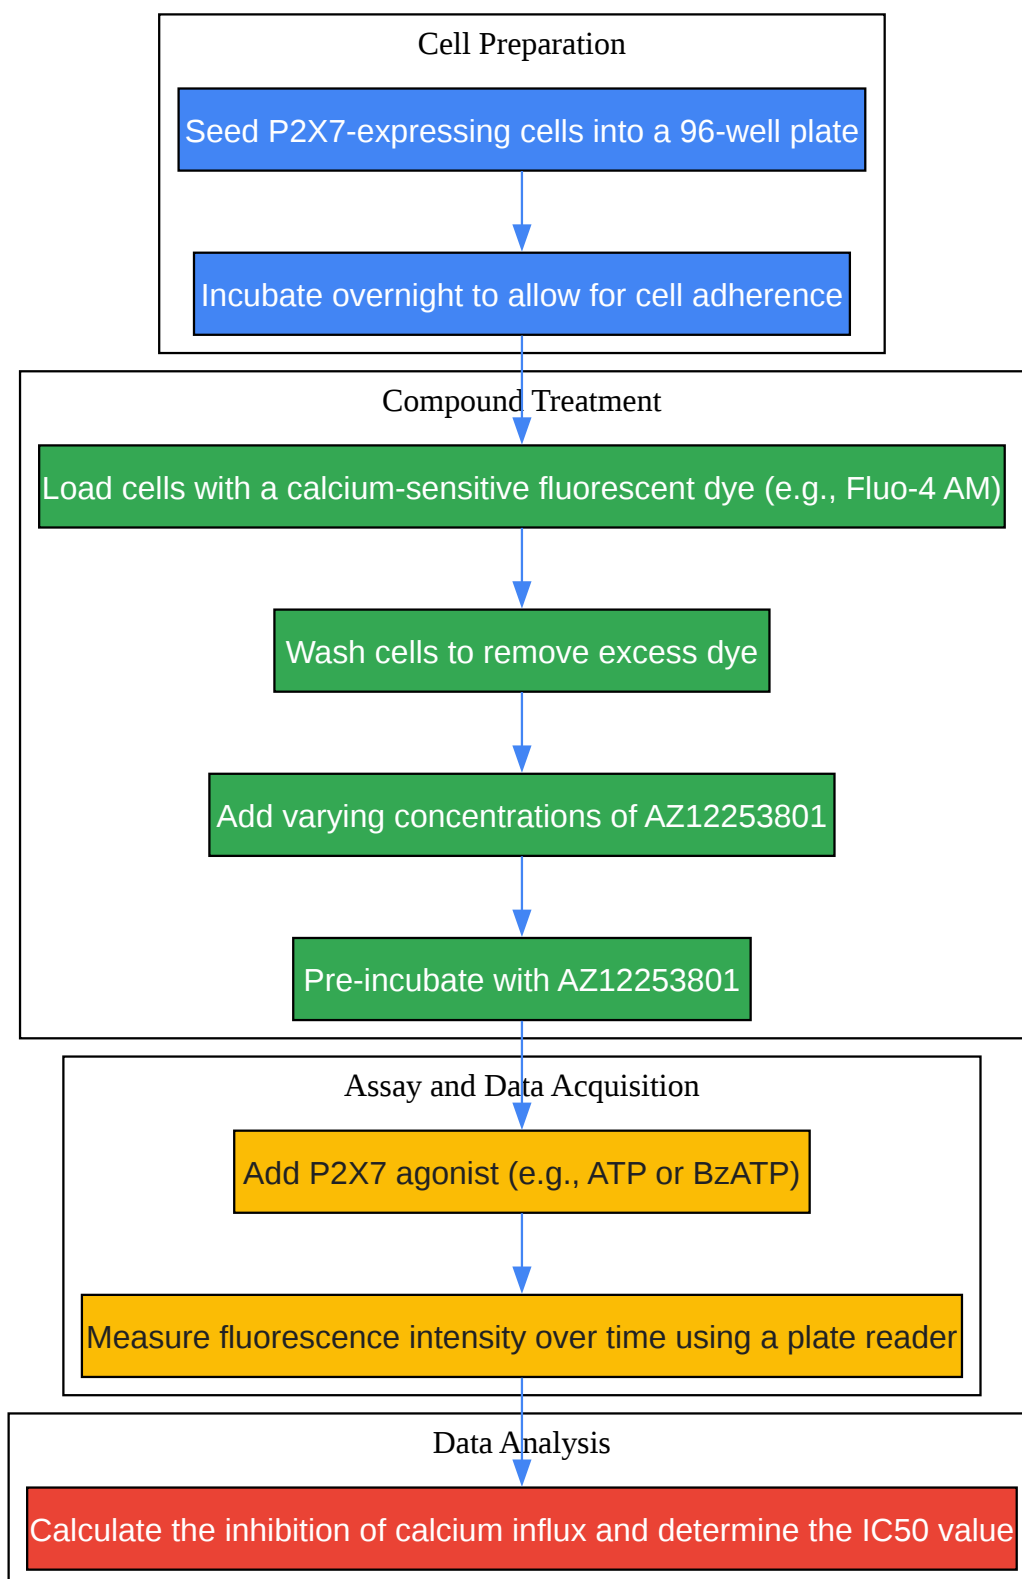 Cell Preparation
Seed P2X7-expressing cells into a 96-well plate
Incubate overnight to allow for cell adherence
Compound Treatment
Load cells with a calcium-sensitive fluorescent dye (e.g., Fluo-4 AM)
Wash cells to remove excess dye
Add varying concentrations of AZ12253801
Pre-incubate with AZ12253801
Assay and Data Acquisition
Add P2X7 agonist (e.g., ATP or BzATP)
Measure fluorescence intensity over time using a plate reader
Data Analysis
Calculate the inhibition of calcium influx and determine the IC50 value